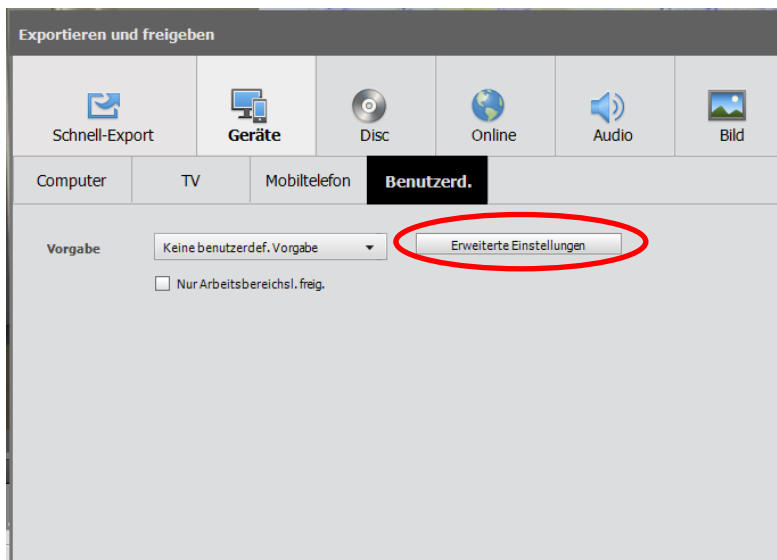 Exportieren und freigeben
Schnell-Export Geräte Disc Online Audio Bild
Computer TV Mobiltelefon Benutzerd.
Vorgabe Keine benutzerdef. Vorgabe Erweiterte Einstellungen
Nur Arbeitsbereichsl. freig.